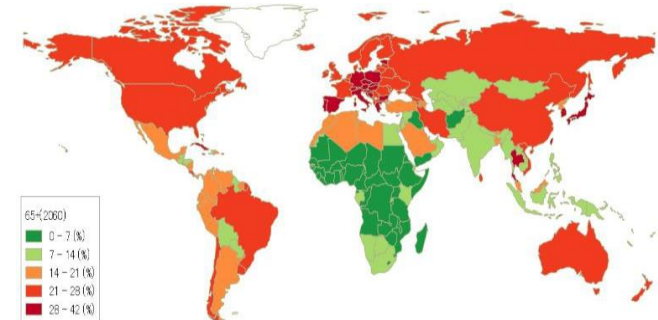 65+(2060)
0 - 7 (%)
7 - 14 (%)
14 - 21 (%)
21 - 28 (%)
28 - 42 (%)